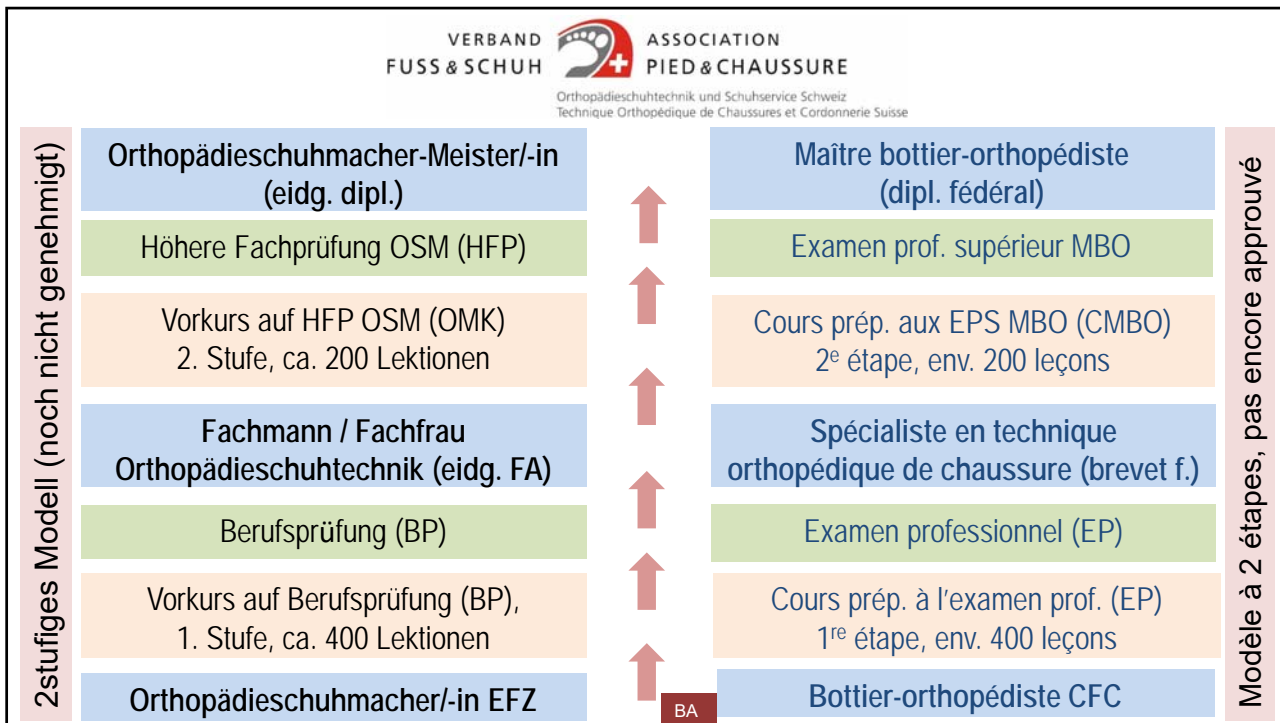 VERBAND
FUSS & SCHUH
ASSOCIATION
PIED & CHAUSSURE
Orthopädieschuhtechnik und Schuhservice Schweiz
Technique Orthopédique de Chaussures et Cordonnerie Suisse
2stufiges Modell (noch nicht genehmigt)
Orthopädieschuhmacher-Meister/-in
(eidg. dipl.)
Höhere Fachprüfung OSM (HFP)
Vorkurs auf HFP OSM (OMK)
2. Stufe, ca. 200 Lektionen
Fachmann / Fachfrau
Orthopädieschuhtechnik (eidg. FA)
Berufsprüfung (BP)
Vorkurs auf Berufsprüfung (BP),
1. Stufe, ca. 400 Lektionen
Orthopädieschuhmacher/-in EFZ
BA
Maître bottier-orthopédiste
(dipl. fédéral)
Examen prof. supérieur MBO
Cours prép. aux EPS MBO (CMBO)
2e étape, env. 200 leçons
Spécialiste en technique
orthopédique de chaussure (brevet f.)
Examen professionnel (EP)
Cours prép. à l'examen prof. (EP)
1re étape, env. 400 leçons
Bottier-orthopédiste CFC
Modèle à 2 étapes, pas encore approuvé